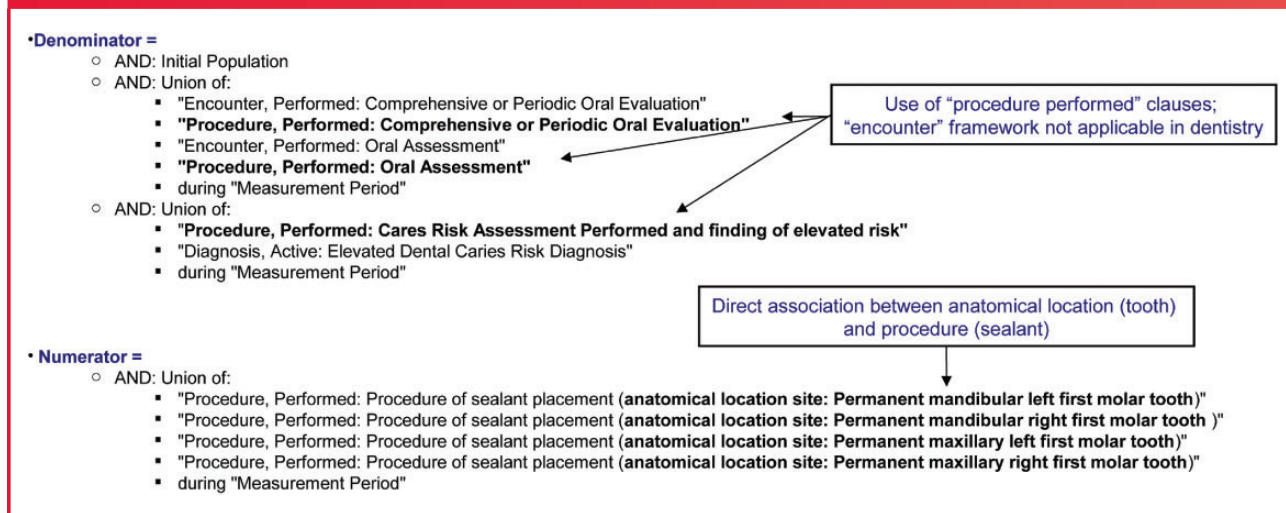 •Denominator =
○ AND: Initial Population
○ AND: Union of:
▪ "Encounter, Performed: Comprehensive or Periodic Oral Evaluation"
▪ "Procedure, Performed: Comprehensive or Periodic Oral Evaluation"
▪ "Encounter, Performed: Oral Assessment"
▪ "Procedure, Performed: Oral Assessment"
▪ during "Measurement Period"
Use of “procedure performed” clauses;
“encounter” framework not applicable in dentistry
○ AND: Union of:
▪ "Procedure, Performed: Cares Risk Assessment Performed and finding of elevated risk"
▪ "Diagnosis, Active: Elevated Dental Caries Risk Diagnosis"
▪ during "Measurement Period"
Direct association between anatomical location (tooth)
and procedure (sealant)
• Numerator =
○ AND: Union of:
▪ "Procedure, Performed: Procedure of sealant placement (anatomical location site: Permanent mandibular left first molar tooth)"
▪ "Procedure, Performed: Procedure of sealant placement (anatomical location site: Permanent mandibular right first molar tooth )"
▪ "Procedure, Performed: Procedure of sealant placement (anatomical location site: Permanent maxillary left first molar tooth)"
▪ "Procedure, Performed: Procedure of sealant placement (anatomical location site: Permanent maxillary right first molar tooth)"
▪ during "Measurement Period"